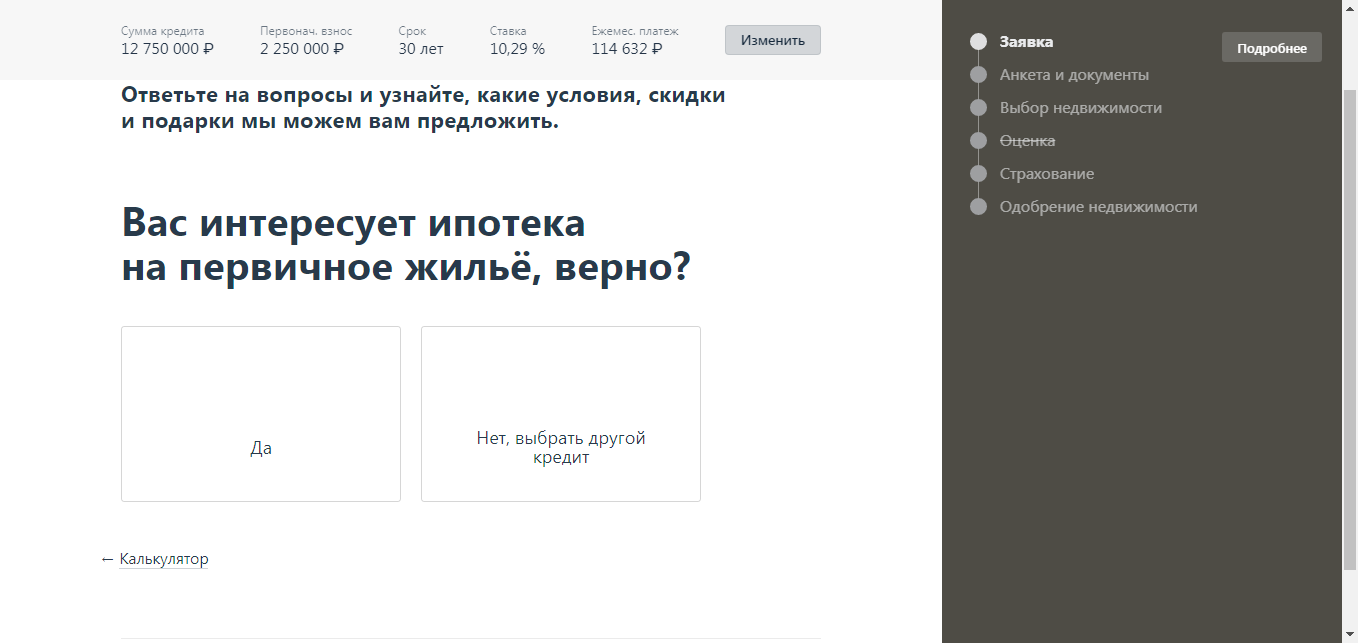 Сумма кредита Первонач. взнос Срок Ставка Ежемес. платеж
12 750 000 ₽ 2 250 000 ₽ 30 лет 10,29 % 114 632 ₽
Изменить
Ответьте на вопросы и узнайте, какие условия, скидки
и подарки мы можем вам предложить.
Вас интересует ипотека
на первичное жильё, верно?
Да
Нет, выбрать другой
кредит
← Калькулятор
Заявка
Подробнее
Анкета и документы
Выбор недвижимости
Оценка
Страхование
Одобрение недвижимости